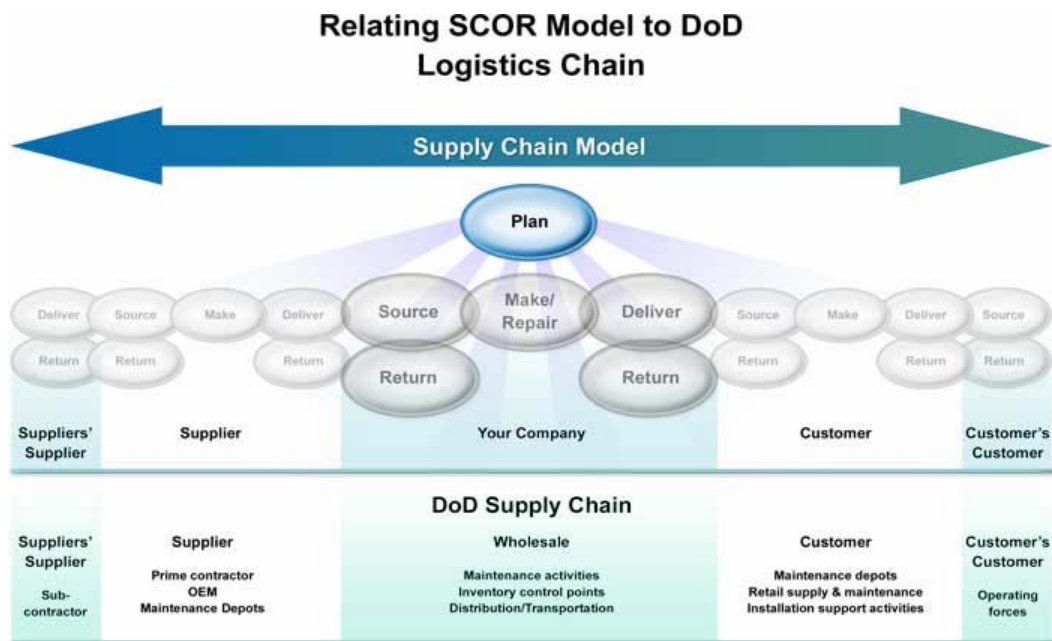 Relating SCOR Model to DoD
Logistics Chain
Supply Chain Model
Plan
Deliver
Source
Make
Deliver
Source
Make/
Repair
Deliver
Source
Make
Deliver
Source
Return
Return
Return
Return
Return
Return
Return
Return
Suppliers'
Supplier
Supplier
Your Company
Customer
Customer's
Customer
DoD Supply Chain
Suppliers'
Supplier
Sub-
contractor
Supplier
Prime contractor
OEM
Maintenance Depots
Wholesale
Maintenance activities
Inventory control points
Distribution/Transportation
Customer
Maintenance depots
Retail supply & maintenance
Installation support activities
Customer's
Customer
Operating
forces